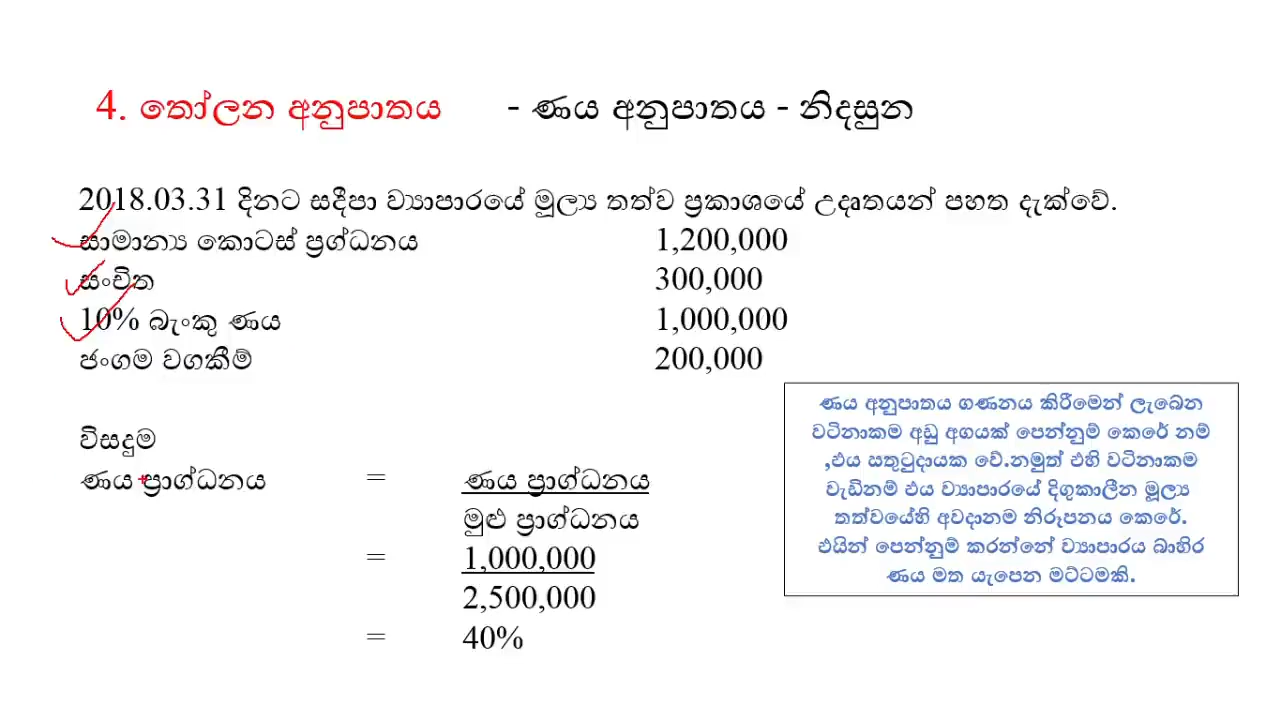 4. තෝලන අනුපාතය - ණය අනුපාතය - නිදසුන
2018.03.31 දිනට සදීපා ව්‍යාපාරයේ මූල්‍ය තත්ව ප්‍රකාශයේ උදෘතයන් පහත දැක්වේ.
සාමාන්‍ය කොටස් ප්‍රග්ධනය 1,200,000
සංචිත 300,000
10% බැංකු ණය 1,000,000
ජංගම වගකීම් 200,000
විසදුම
ණය ප්‍රාග්ධනය = ණය ප්‍රාග්ධනය
මුළු ප්‍රාග්ධනය
= 1,000,000
2,500,000
= 40%
ණය අනුපාතය ගණනය කිරීමෙන් ලැබෙන
වටිනාකම අඩු අගයක් පෙන්නුම් කෙරේ නම්
,එය සතුටුදායක වේ.නමුත් එහි වටිනාකම
වැඩිනම් එය ව්‍යාපාරයේ දිගුකාලීන මූල්‍ය
තත්වයේහි අවදානම නිරූපනය කෙරේ.
එයින් පෙන්නුම් කරන්නේ ව්‍යාපාරය බාහිර
ණය මත යැපෙන මට්ටමකි.